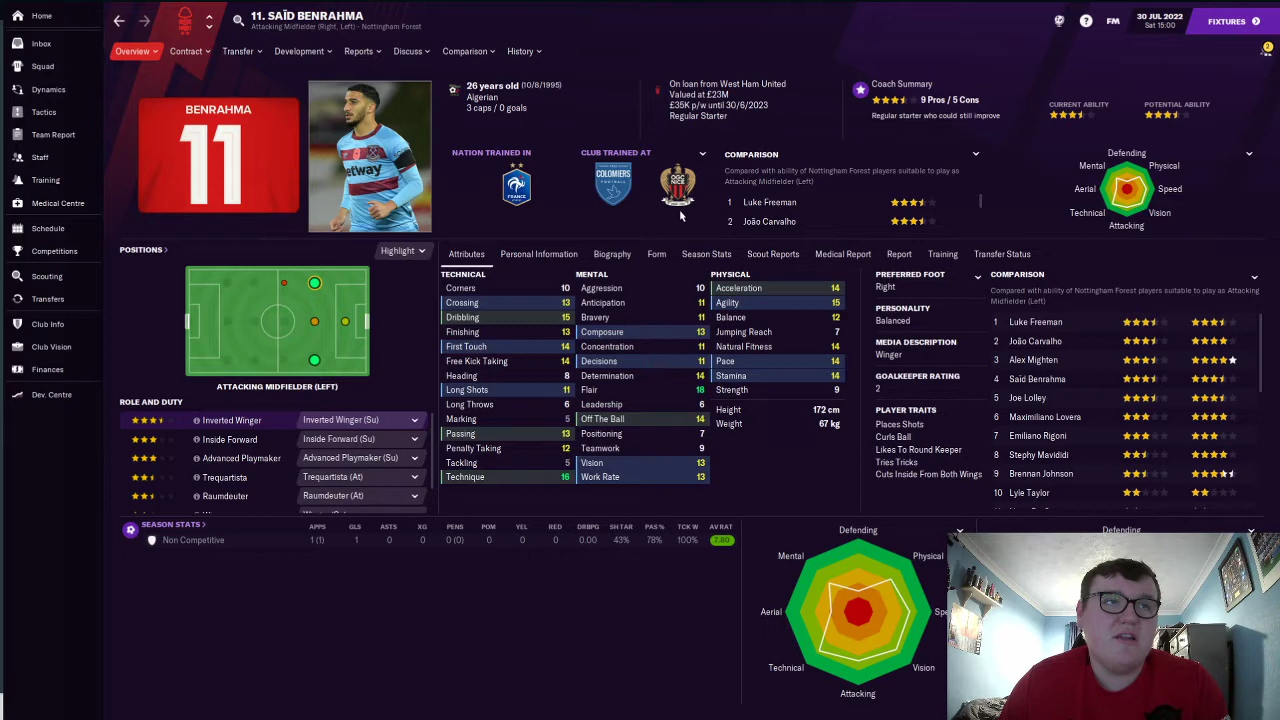 Home
Inbox
Squad
Dynamics
Tactics
Team Report
Staff
Training
Medical Centre
Schedule
Competitions
Scouting
Transfers
Club Info
Club Vision
Finances
Dev. Centre
11. SAÏD BENRAHMA
Attacking Midfielder (Right, Left) - Nottingham Forest
FM
30 JUL 2022
Sat 15:00
FIXTURES
2
Overview
Contract
Transfer
Development
Reports
Discuss
Comparison
History
BENRAHMA
11
26 years old (10/8/1995)
Algerian
3 caps / 0 goals
On loan from West Ham United
Valued at £23M
£35K p/w until 30/6/2023
Regular Starter
Coach Summary
9 Pros / 5 Cons
Regular starter who could still improve
CURRENT ABILITY
POTENTIAL ABILITY
NATION TRAINED IN
CLUB TRAINED AT
COLOMIERS
FOOTBALL
OGC
NICE
COMPARISON
Compared with ability of Nottingham Forest players suitable to play as
Attacking Midfielder (Left)
1 Luke Freeman
2 João Carvalho
Defending
Mental
Physical
Aerial
Speed
Technical
Vision
Attacking
POSITIONS
Highlight
ATTACKING MIDFIELDER (LEFT)
ROLE AND DUTY
Inverted Winger Inverted Winger (Su)
Inside Forward Inside Forward (Su)
Advanced Playmaker Advanced Playmaker (Su)
Trequartista Trequartista (At)
Raumdeuter Raumdeuter (At)
Attributes
Personal Information
Biography
Form
Season Stats
Scout Reports
Medical Report
Report
Training
Transfer Status
TECHNICAL
Corners 10
Crossing 13
Dribbling 15
Finishing 13
First Touch 14
Free Kick Taking 14
Heading 8
Long Shots 11
Long Throws 6
Marking 5
Passing 13
Penalty Taking 12
Tackling 5
Technique 16
MENTAL
Aggression 10
Anticipation 11
Bravery 11
Composure 13
Concentration 11
Decisions 11
Determination 14
Flair 18
Leadership 6
Off The Ball 14
Positioning 7
Teamwork 9
Vision 13
Work Rate 13
PHYSICAL
Acceleration 14
Agility 15
Balance 12
Jumping Reach 7
Natural Fitness 14
Pace 14
Stamina 14
Strength 9
Height 172 cm
Weight 67 kg
PREFERRED FOOT
Right
PERSONALITY
Balanced
MEDIA DESCRIPTION
Winger
GOALKEEPER RATING
2
PLAYER TRAITS
Places Shots
Curls Ball
Likes To Round Keeper
Tries Tricks
Cuts Inside From Both Wings
COMPARISON
Compared with ability of Nottingham Forest players suitable to play as Attacking
Midfielder (Left)
1 Luke Freeman
2 João Carvalho
3 Alex Mighten
4 Saïd Benrahma
5 Joe Lolley
6 Maximiliano Lovera
7 Emiliano Rigoni
8 Stephy Mavididi
9 Brennan Johnson
10 Lyle Taylor
SEASON STATS
APPS GLS ASTS XG PENS POM YEL RED DRBPG SH TAR PAS % TCK W AV RAT
Non Competitive 1 (1) 1 0 0 0 (0) 0 0 0 0.00 43% 78% 100% 7.80
Defending
Mental
Physical
Aerial
Technical
Vision
Attacking
Defending